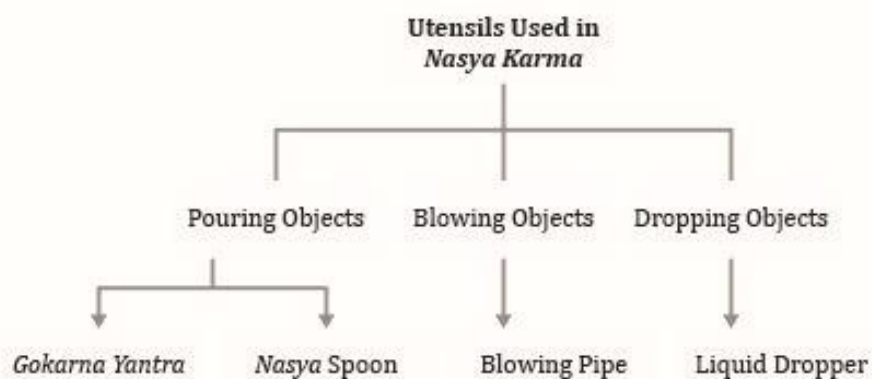 Utensils Used in
Nasya Karma
Pouring Objects
Blowing Objects
Dropping Objects
Gokarna Yantra
Nasya Spoon
Blowing Pipe
Liquid Dropper